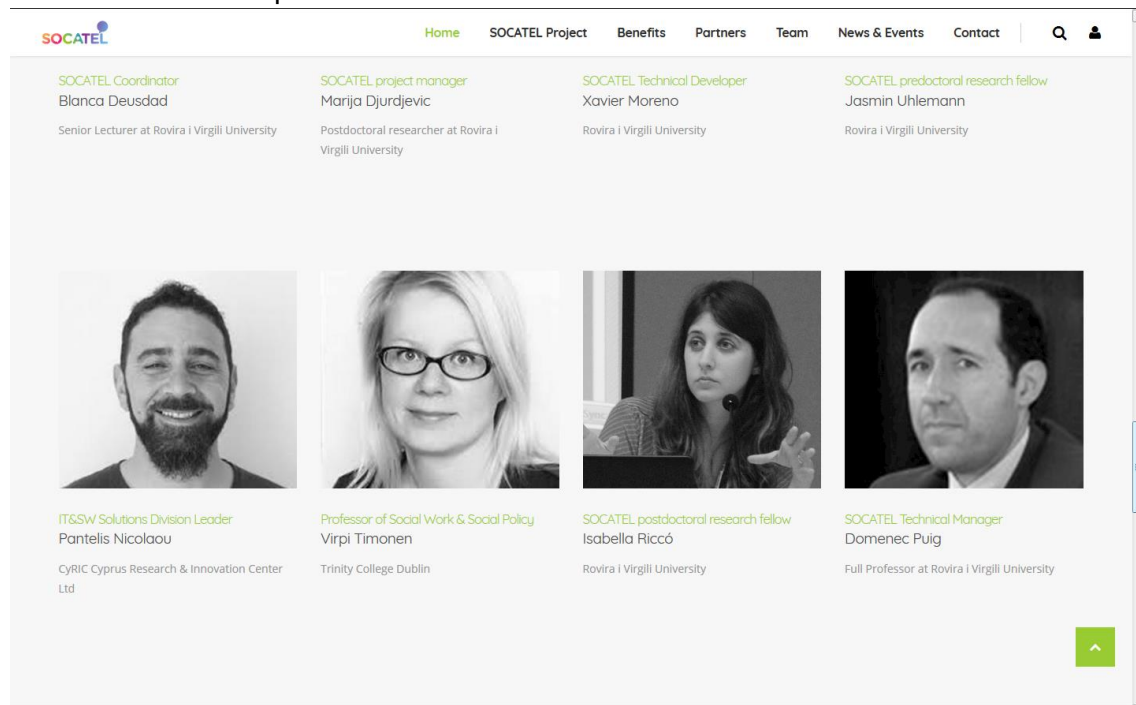 SOCATEL
Home SOCATEL Project Benefits Partners Team News & Events Contact
SOCATEL Coordinator
Blanca Deusdad
Senior Lecturer at Rovira i Virgili University
SOCATEL project manager
Marija Djurdjevic
Postdoctoral researcher at Rovira i
Virgili University
SOCATEL Technical Developer
Xavier Moreno
Rovira i Virgili University
SOCATEL predoctoral research fellow
Jasmin Uhlemann
Rovira i Virgili University
IT&SW Solutions Division Leader
Pantelis Nicolaou
CyRIC Cyprus Research & Innovation Center
Ltd
Professor of Social Work & Social Policy
Virpi Timonen
Trinity College Dublin
SOCATEL postdoctoral research fellow
Isabella Riccó
Rovira i Virgili University
SOCATEL Technical Manager
Domenec Puig
Full Professor at Rovira i Virgili University